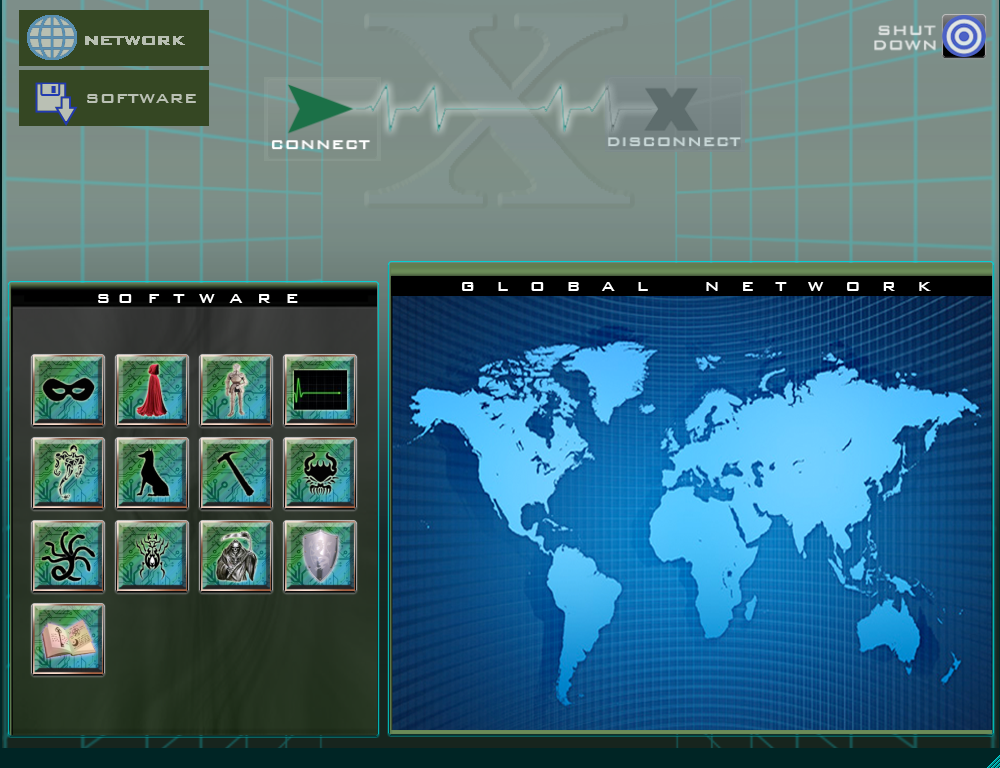 NETWORK
SOFTWARE
SHUT
DOWN
X
CONNECT
X
DISCONNECT
SOFTWARE
GLOBAL NETWORK